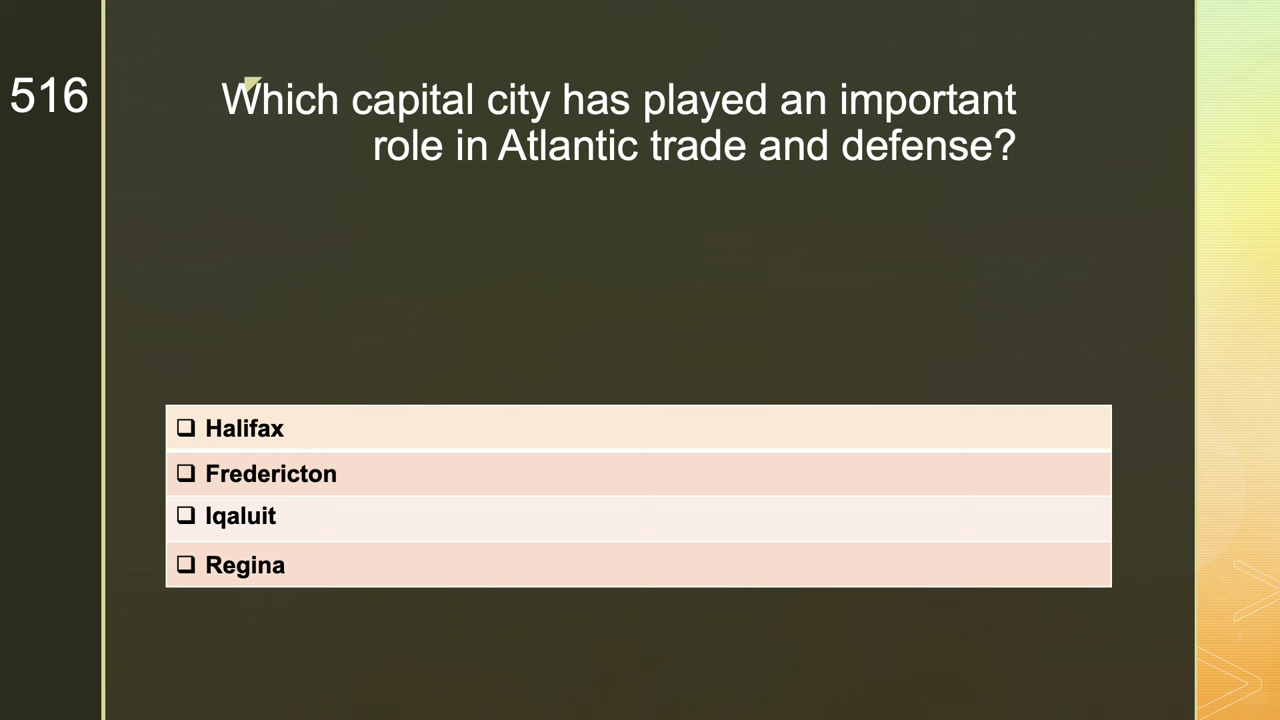 516
Which capital city has played an important
role in Atlantic trade and defense?
Halifax
Fredericton
Iqaluit
Regina